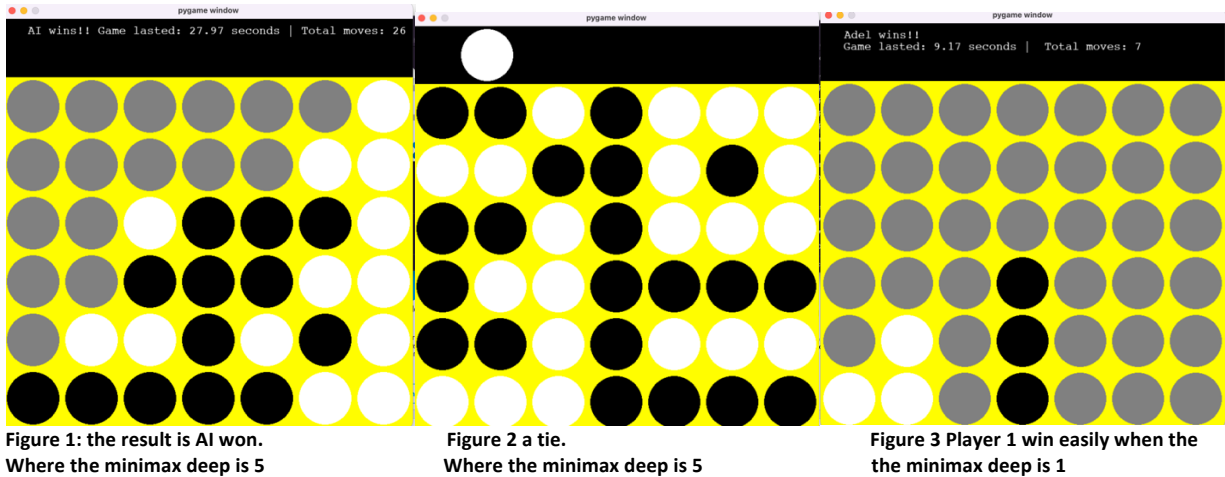 pygame window
AI wins!! Game lasted: 27.97 seconds | Total moves: 26
pygame window
pygame window
Adel wins!!
Game lasted: 9.17 seconds | Total moves: 7
Figure 1: the result is AI won.
Where the minimax deep is 5
Figure 2 a tie.
Where the minimax deep is 5
Figure 3 Player 1 win easily when the
the minimax deep is 1